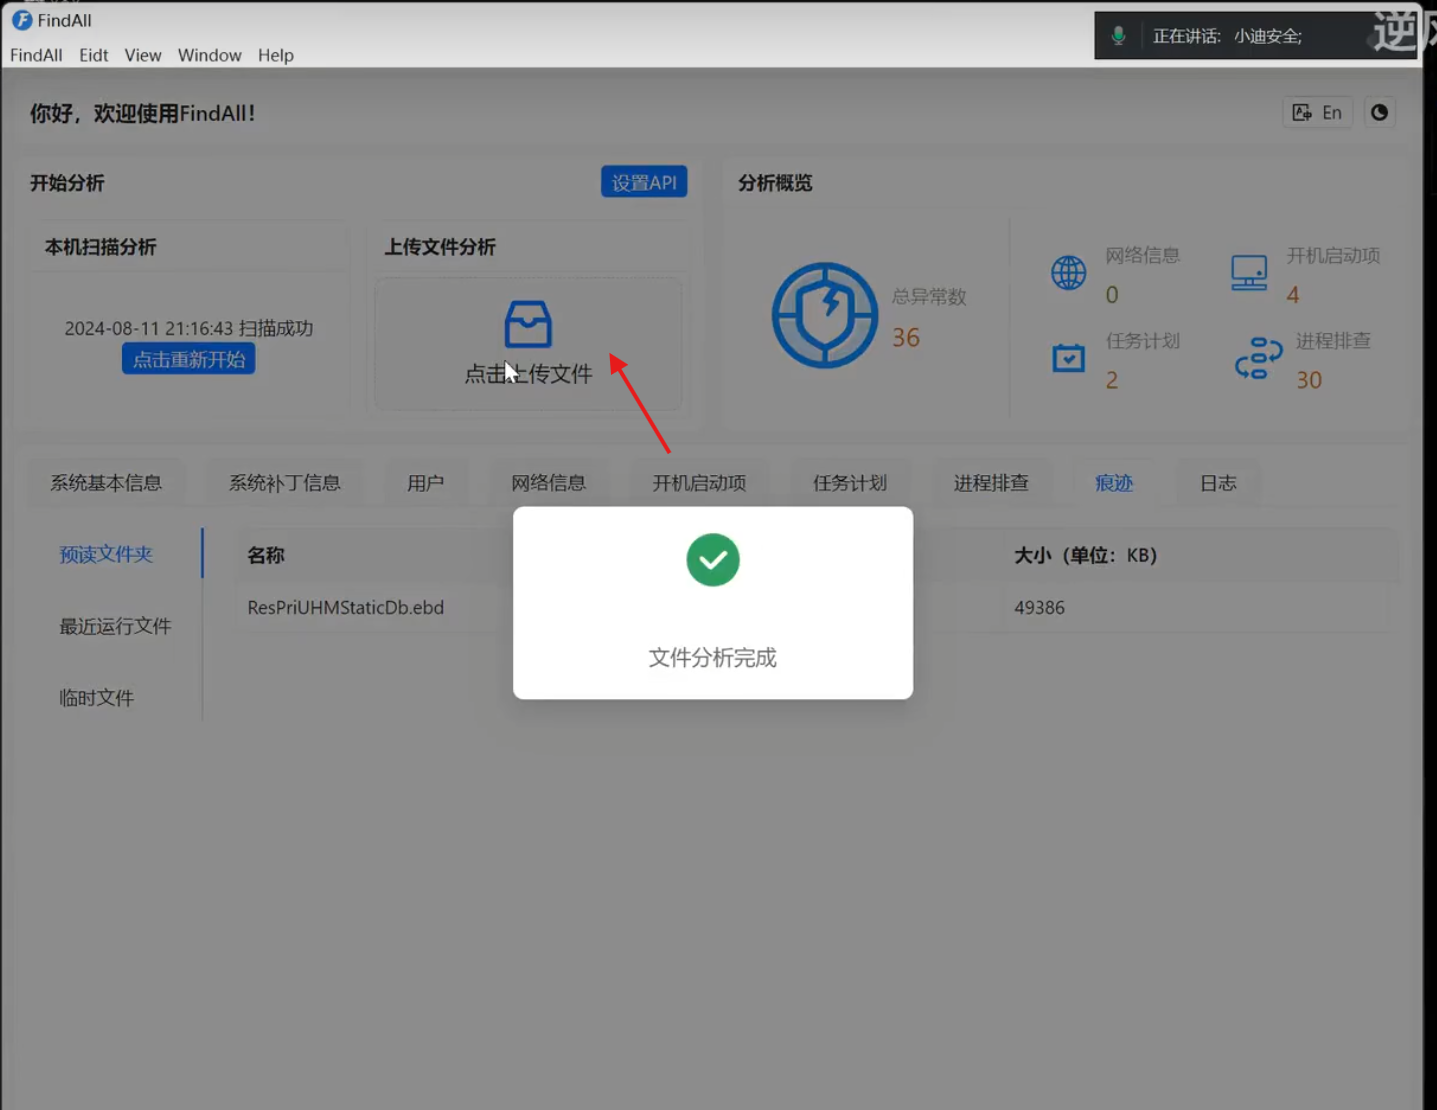 FindAll
FindAll Eidt View Window Help
正在讲话: 小迪安全;
逆风
你好，欢迎使用FindAll！
En
开始分析
设置API
分析概览
本机扫描分析
上传文件分析
2024-08-11 21:16:43 扫描成功
点击重新开始
点击上传文件
总异常数
36
网络信息
0
开机启动项
4
任务计划
2
进程排查
30
系统基本信息 系统补丁信息 用户 网络信息 开机启动项 任务计划 进程排查 痕迹 日志
预读文件夹
最近运行文件
临时文件
名称
大小（单位：KB）
ResPriUHMStaticDb.ebd
49386
文件分析完成